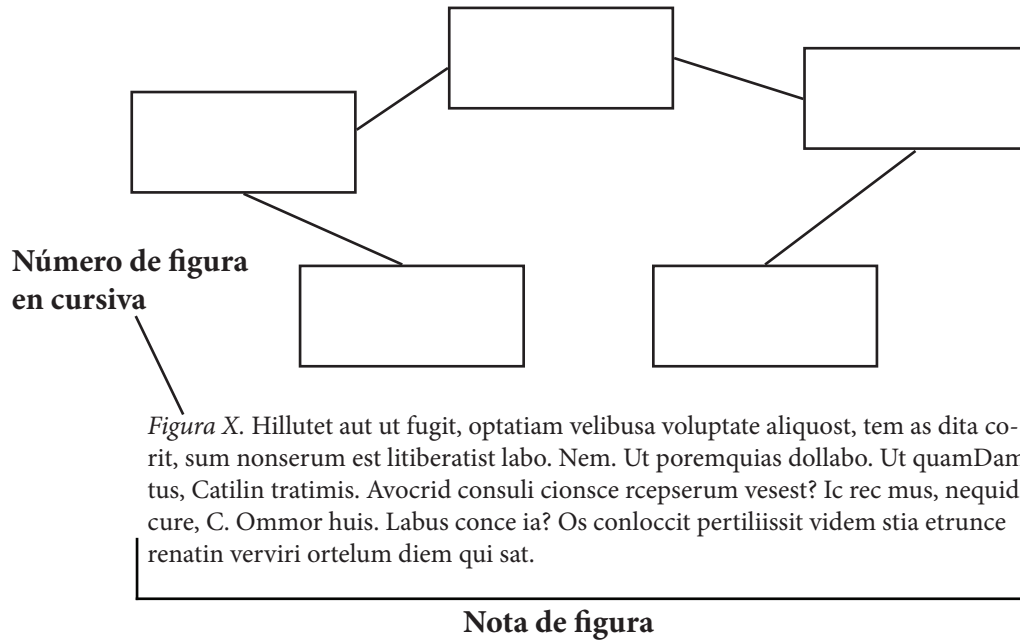 Número de figura
en cursiva
Figura X. Hillutet aut ut fugit, optatiam velibusa voluptate aliquost, tem as dita co-
rit, sum nonserum est litiberatist labo. Nem. Ut poremquias dollabo. Ut quamDam
tus, Catilin tratimis. Avocrid consuli cionsce rcepserum vesest? Ic rec mus, nequid
cure, C. Ommor huis. Labus conce ia? Os conloccit pertiliissit videm stia etrunce
renatin verviri ortelum diem qui sat.
Nota de figura